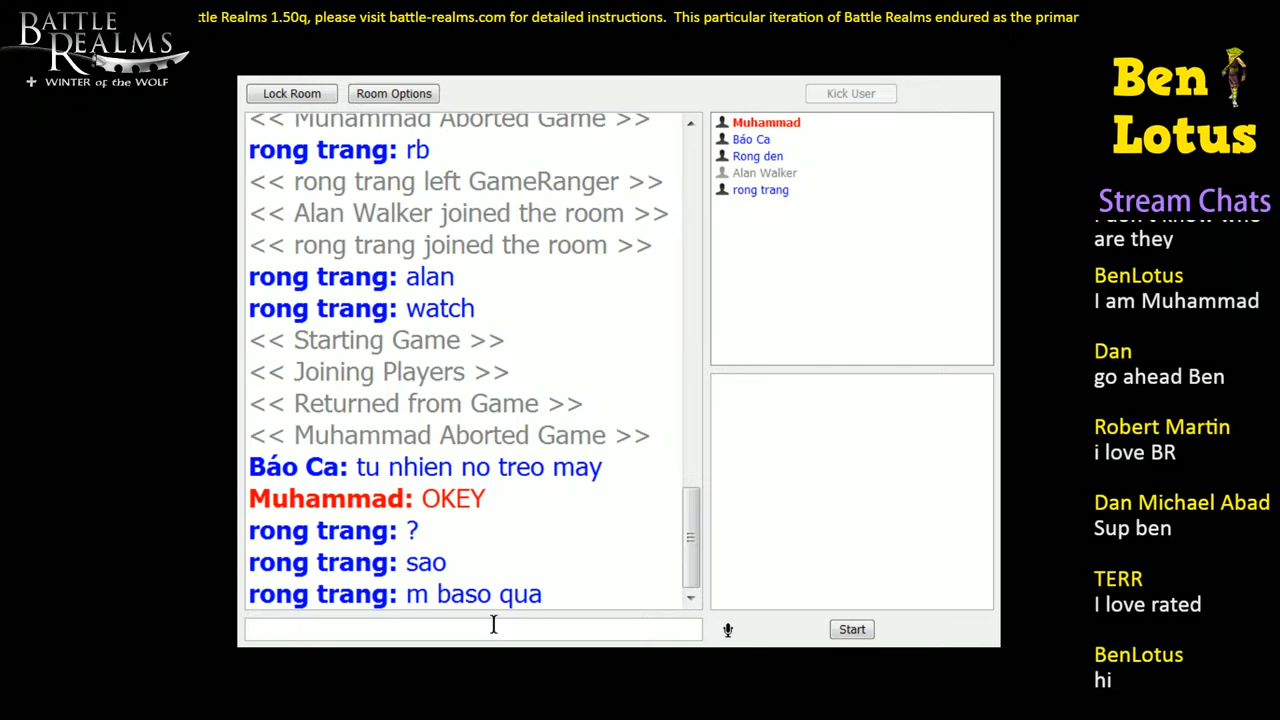 ttle Realms 1.50q, please visit battle-realms.com for detailed instructions.  This particular iteration of Battle Realms endured as the primar
BATTLE
REALMS
+ WINTER of the WOLF
Lock Room
Room Options
Kick User
<< Muhammad Aborted Game >>
rong trang: rb
<< rong trang left GameRanger >>
<< Alan Walker joined the room >>
<< rong trang joined the room >>
rong trang: alan
rong trang: watch
<< Starting Game >>
<< Joining Players >>
<< Returned from Game >>
<< Muhammad Aborted Game >>
Báo Ca: tu nhien no treo may
Muhammad: OKEY
rong trang: ?
rong trang: sao
rong trang: m baso qua
Muhammad
Báo Ca
Rong den
Alan Walker
rong trang
Start
Ben
Lotus
Stream Chats
I don't know who
are they
BenLotus
I am Muhammad
Dan
go ahead Ben
Robert Martin
i love BR
Dan Michael Abad
Sup ben
TERR
I love rated
BenLotus
hi